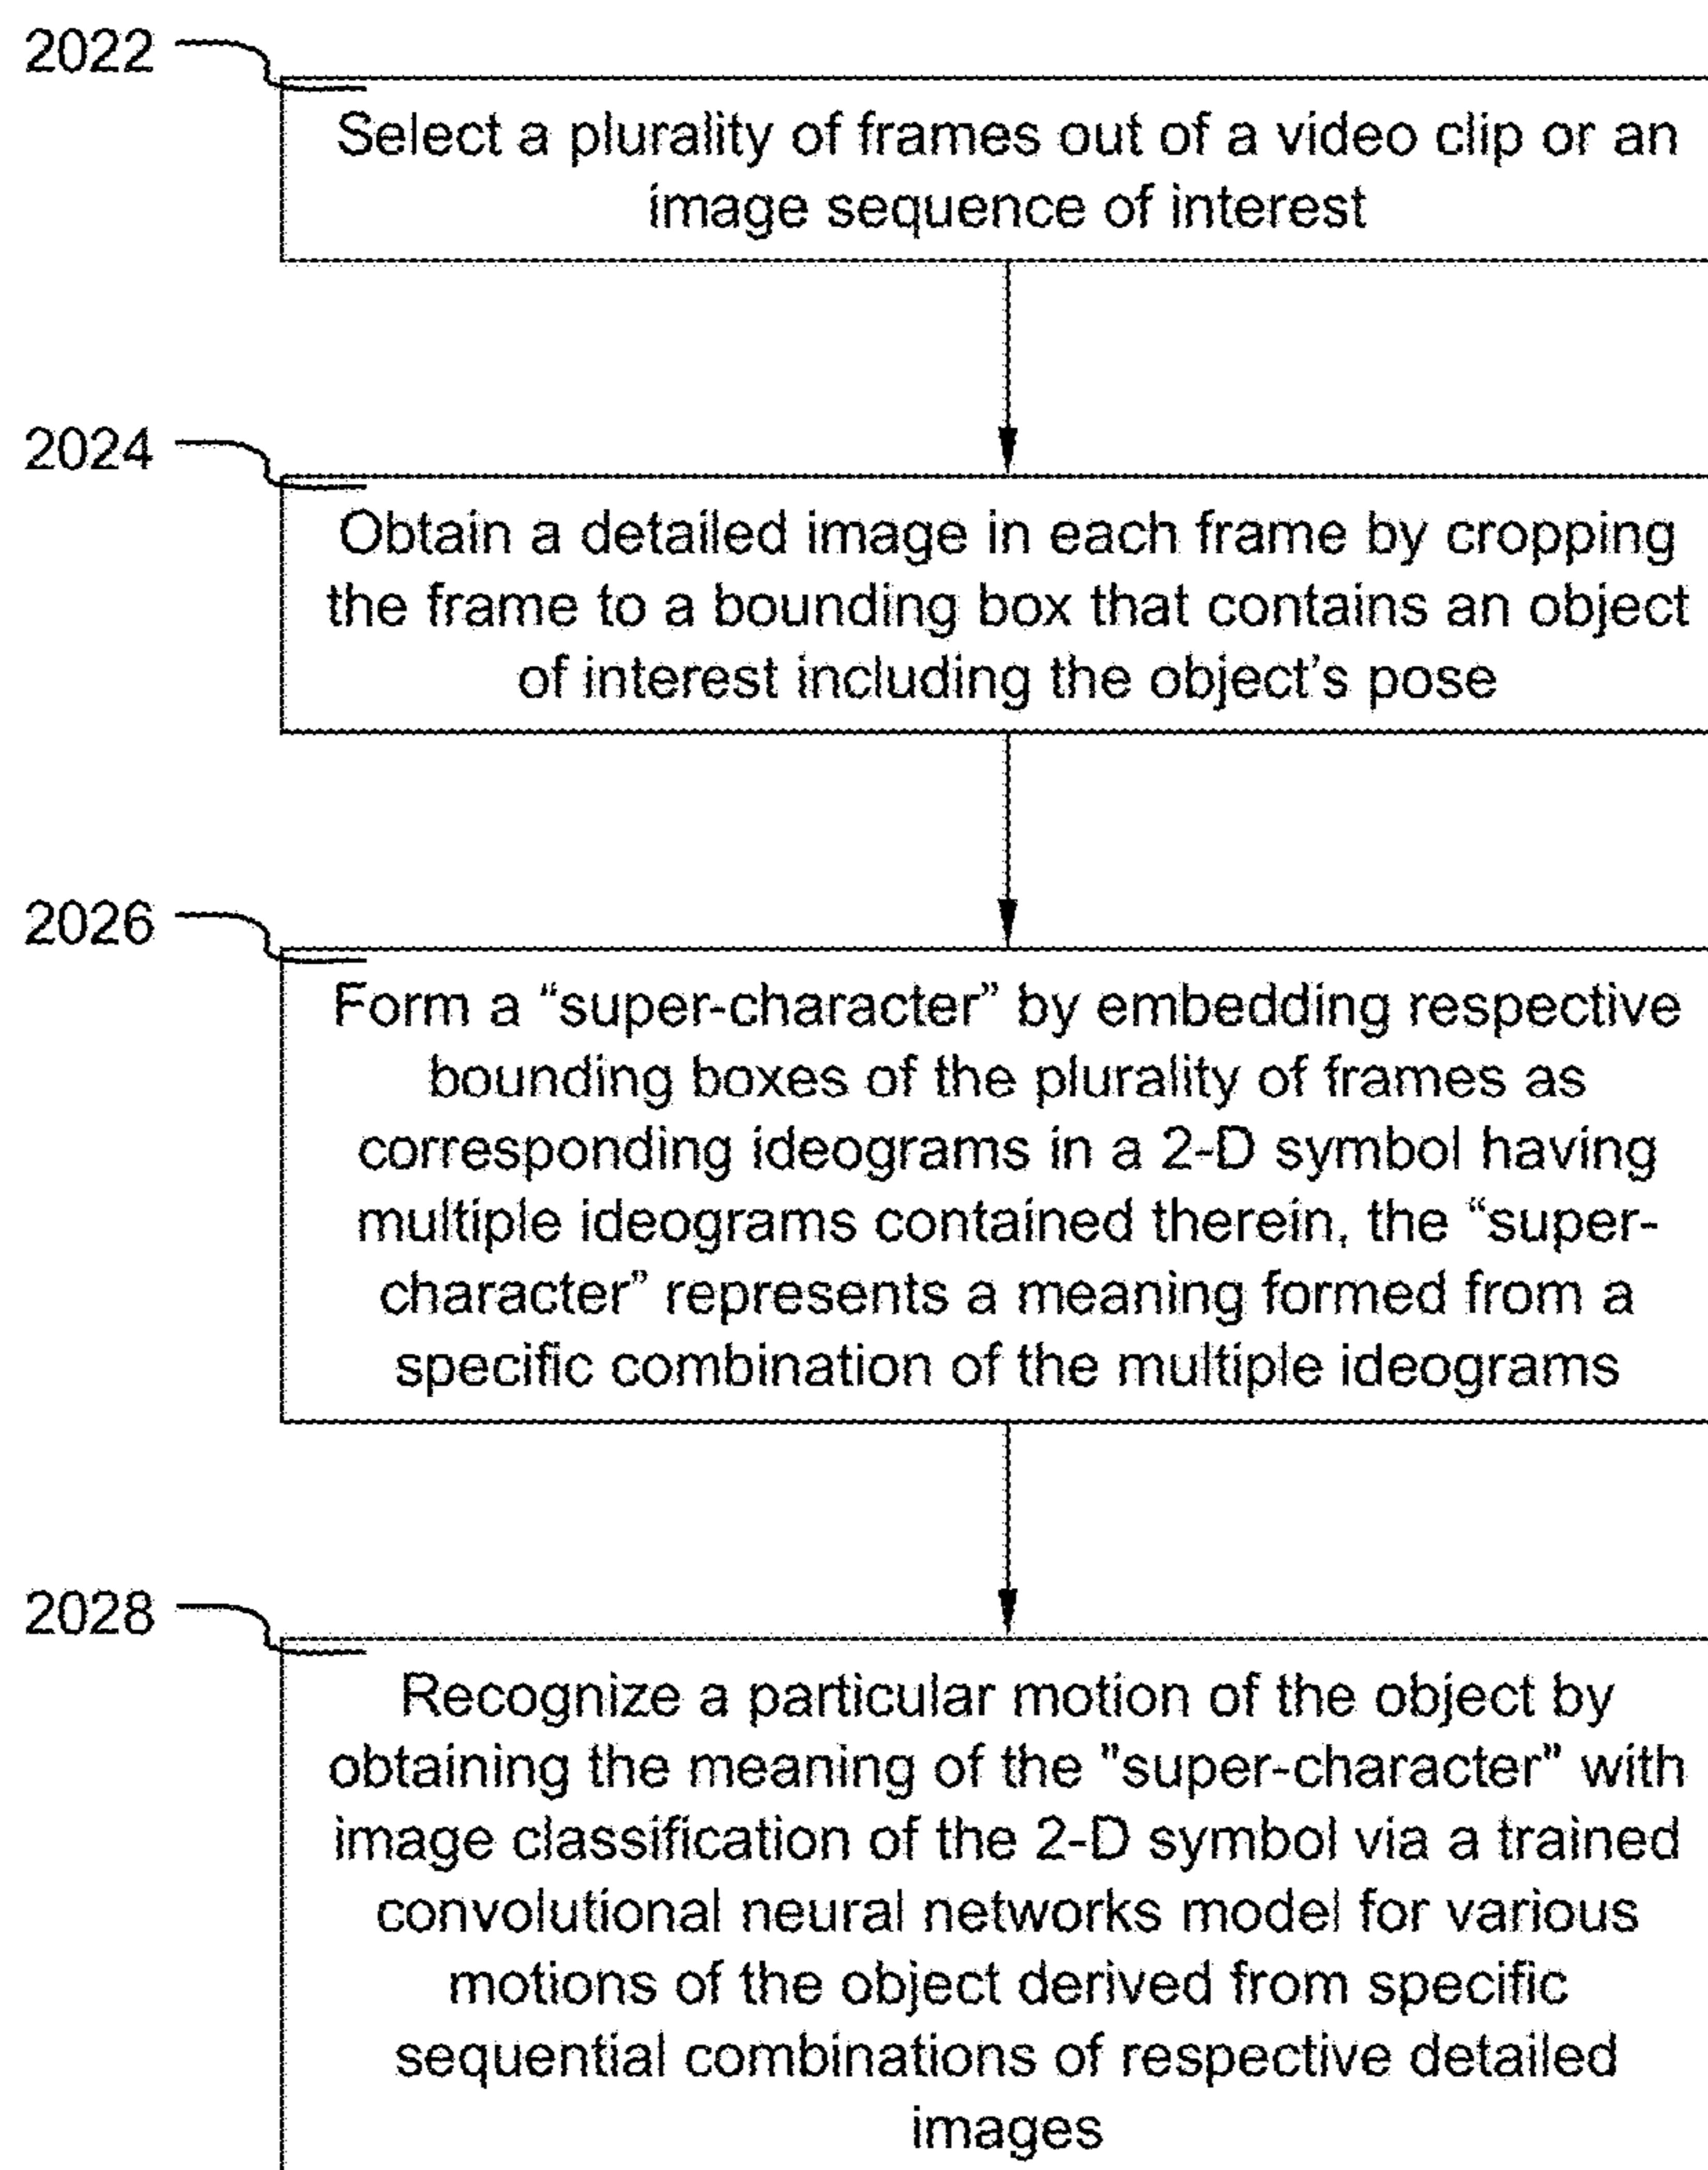 2022
Select a plurality of frames out of a video clip or an
image sequence of interest
2024
Obtain a detailed image in each frame by cropping
the frame to a bounding box that contains an object
of interest including the object’s pose
2026
Form a “super-character” by embedding respective
bounding boxes of the plurality of frames as
corresponding ideograms in a 2-D symbol having
multiple ideograms contained therein, the “super-
character” represents a meaning formed from a
specific combination of the multiple ideograms
2028
Recognize a particular motion of the object by
obtaining the meaning of the "super-character” with
image classification of the 2-D symbol via a trained
convolutional neural networks model for various
motions of the object derived from specific
sequential combinations of respective detailed
images